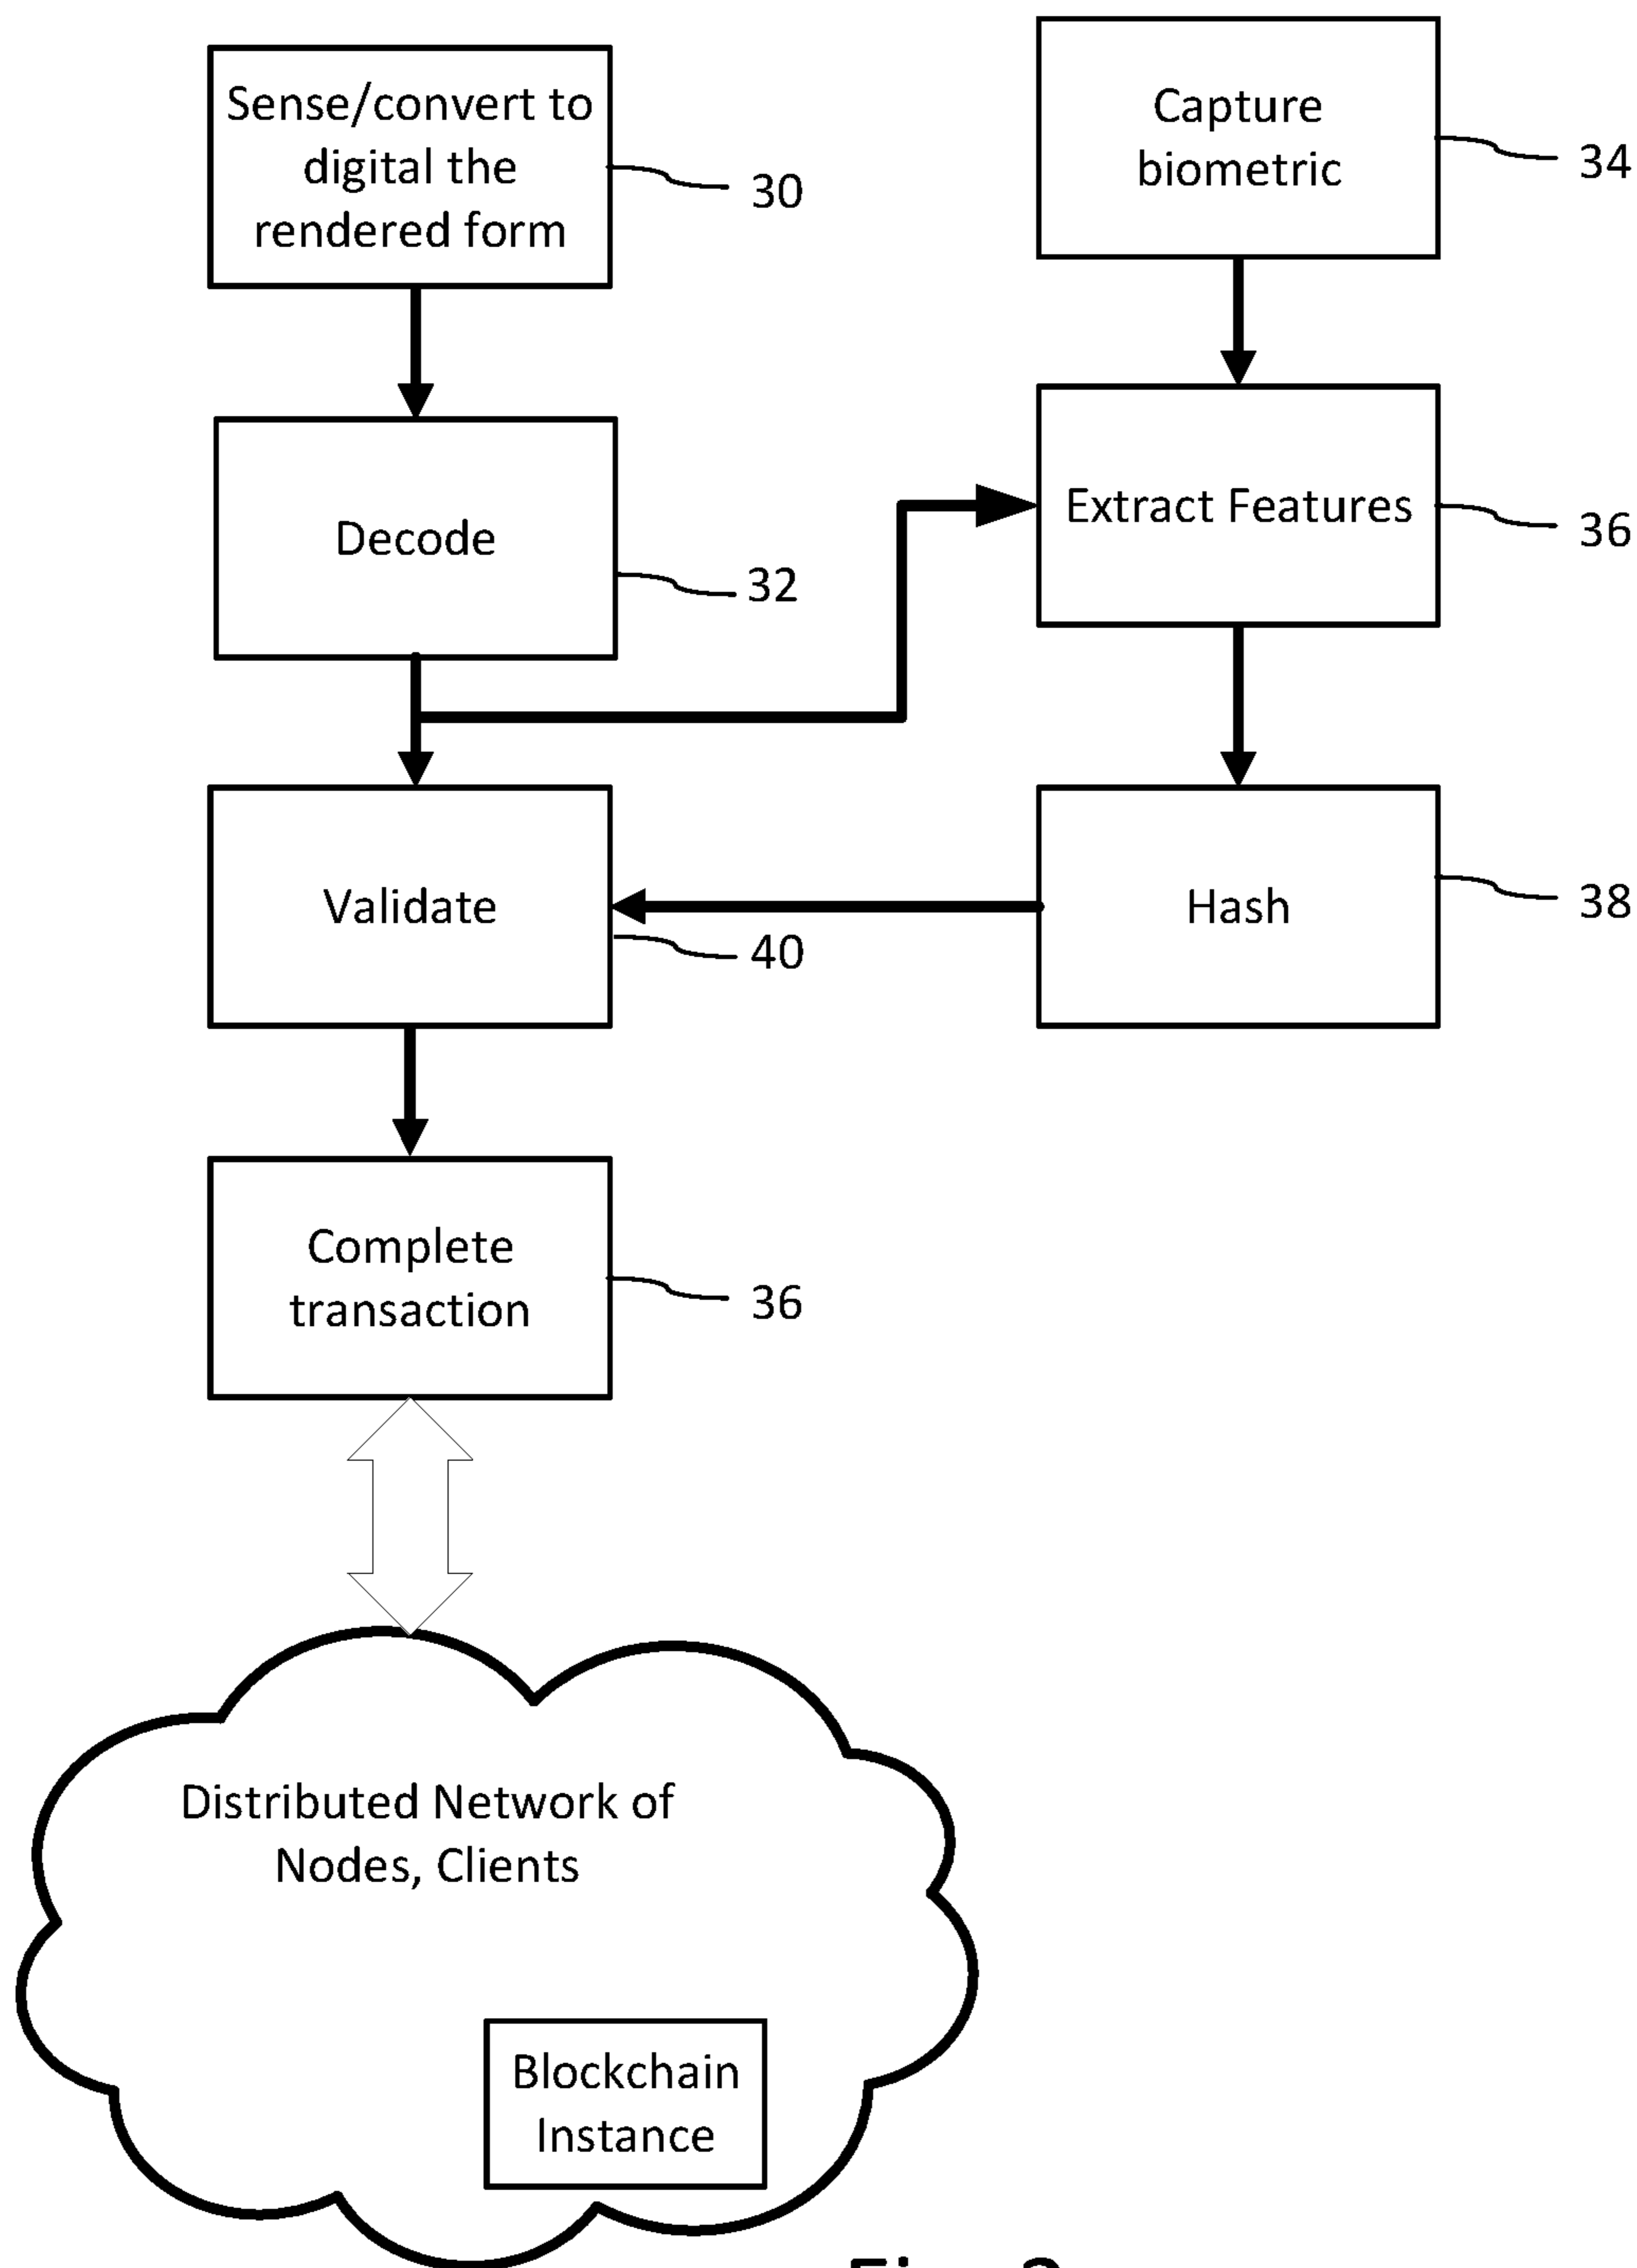 Sense/convert to
digital the
rendered form
30
Capture
biometric
34
Decode
32
Extract Features
36
Validate
40
Hash
38
Complete
transaction
36
Distributed Network of
Nodes, Clients
Blockchain
Instance